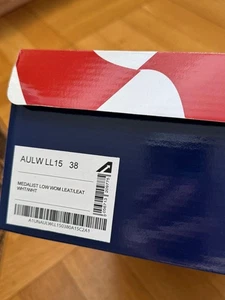 AULW LL15 38
MEDALIST LOW WOM LEAT/LEAT
WHT/WHT